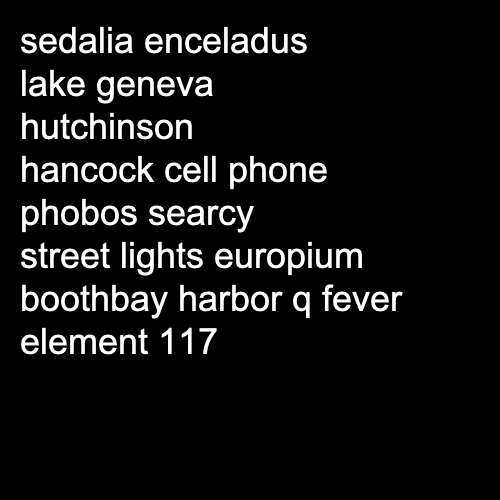 sedalia enceladus
lake geneva
hutchinson
hancock cell phone
phobos searcy
street lights europium
boothbay harbor q fever
element 117